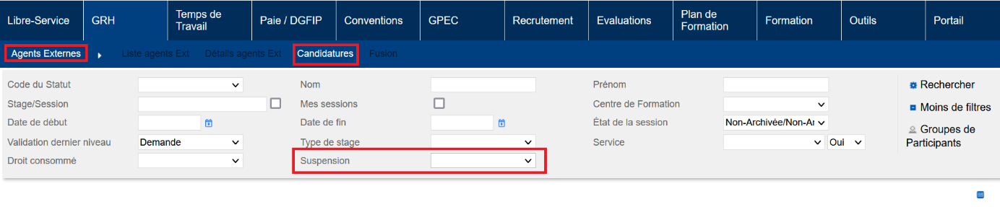 Libre-Service GRH Temps de Travail Paie / DGFIP Conventions GPEC Recrutement Evaluations Plan de Formation Formation Outils Portail
Agents Externes Liste agents Ext Détails agents Ext Candidatures Fusion
Code du Statut Nom Prénom Rechercher
Stage/Session Mes sessions Centre de Formation Moins de filtres
Date de début Date de fin État de la session Non-Archivée/Non-Ar Groupes de Participants
Validation dernier niveau Demande Type de stage Service Oui
Droit consommé Suspension